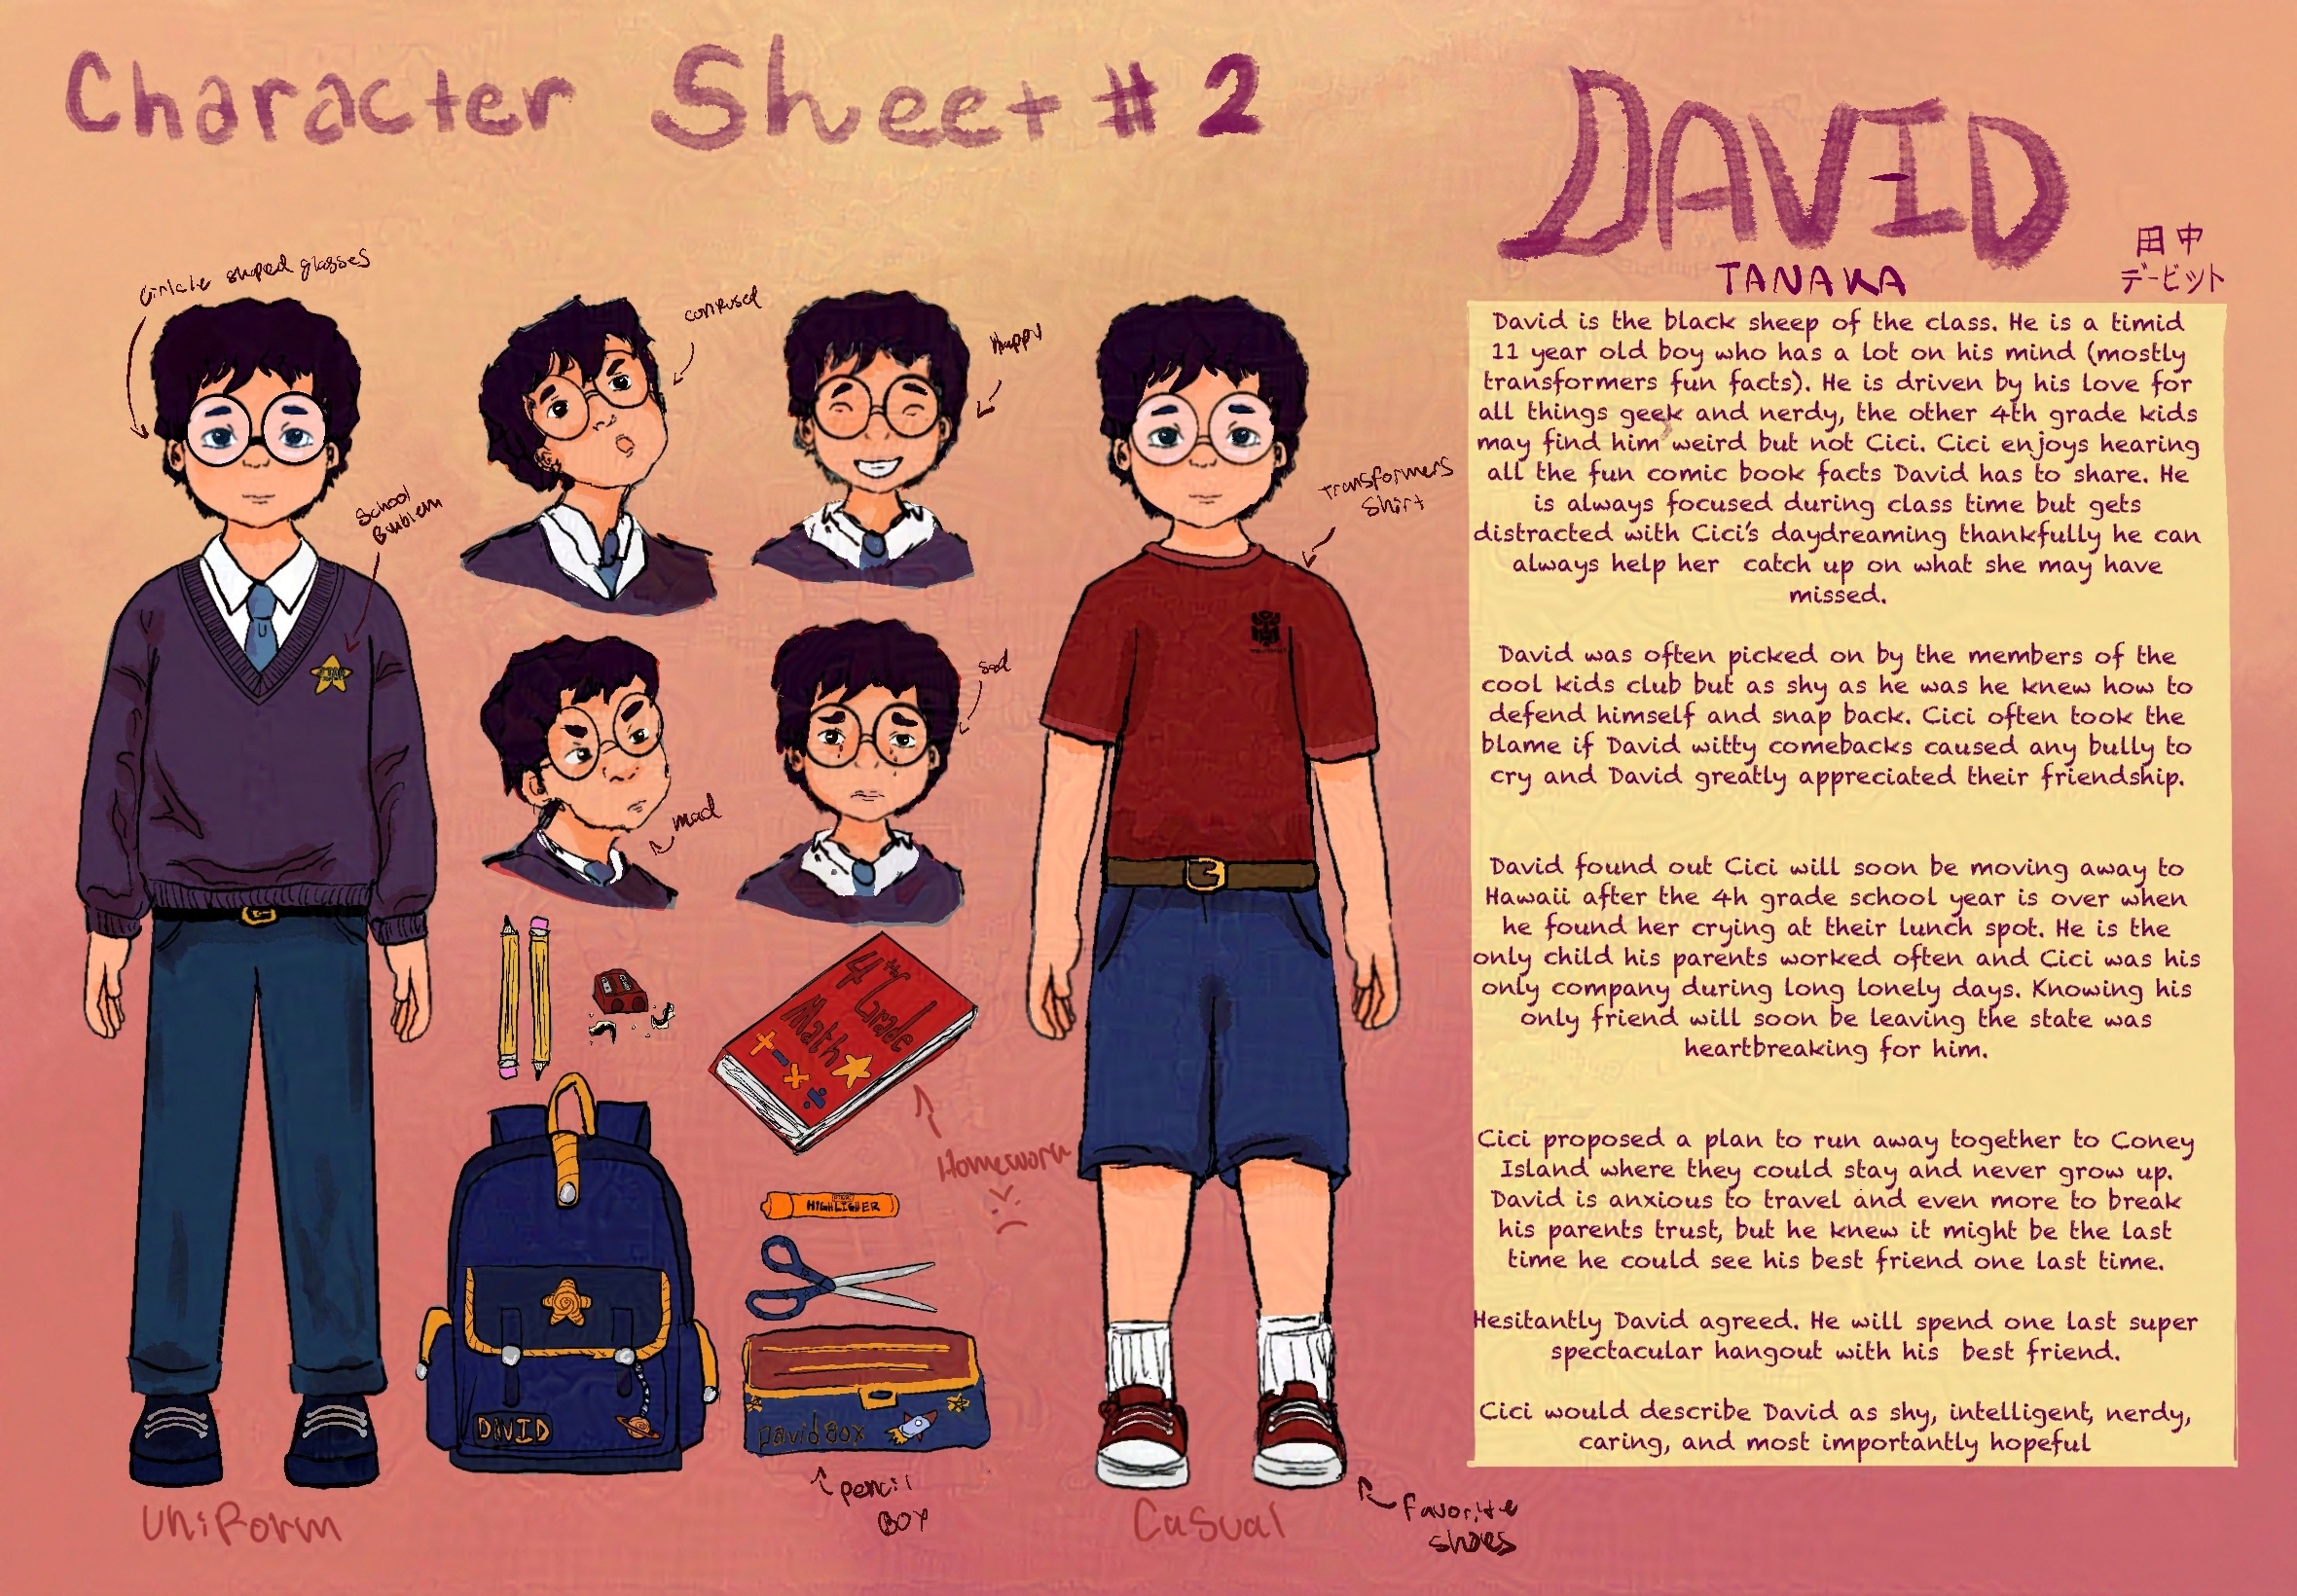 Character Sheet #2
DAVID
TANAKA
田中
デービット
Cirlcle shaped glasses
confused
Happy
School
Emblem
Transformers
Shirt
sad
mad
4th Grade
Math
Homework
HIGHLIGHER
DAVID
David Box
pencil
Box
Uniform
Casual
favorite
shoes
David is the black sheep of the class. He is a timid
11 year old boy who has a lot on his mind (mostly
transformers fun facts). He is driven by his love for
all things geek and nerdy, the other 4th grade kids
may find him weird but not Cici. Cici enjoys hearing
all the fun comic book facts David has to share. He
is always focused during class time but gets
distracted with Cici's daydreaming thankfully he can
always help her catch up on what she may have
missed.
David was often picked on by the members of the
cool kids club but as shy as he was he knew how to
defend himself and snap back. Cici often took the
blame if David witty comebacks caused any bully to
cry and David greatly appreciated their friendship.
David found out Cici will soon be moving away to
Hawaii after the 4h grade school year is over when
he found her crying at their lunch spot. He is the
only child his parents worked often and Cici was his
only company during long lonely days. Knowing his
only friend will soon be leaving the state was
heartbreaking for him.
Cici proposed a plan to run away together to Coney
Island where they could stay and never grow up.
David is anxious to travel and even more to break
his parents trust, but he knew it might be the last
time he could see his best friend one last time.
Hesitantly David agreed. He will spend one last super
spectacular hangout with his best friend.
Cici would describe David as shy, intelligent, nerdy,
caring, and most importantly hopeful